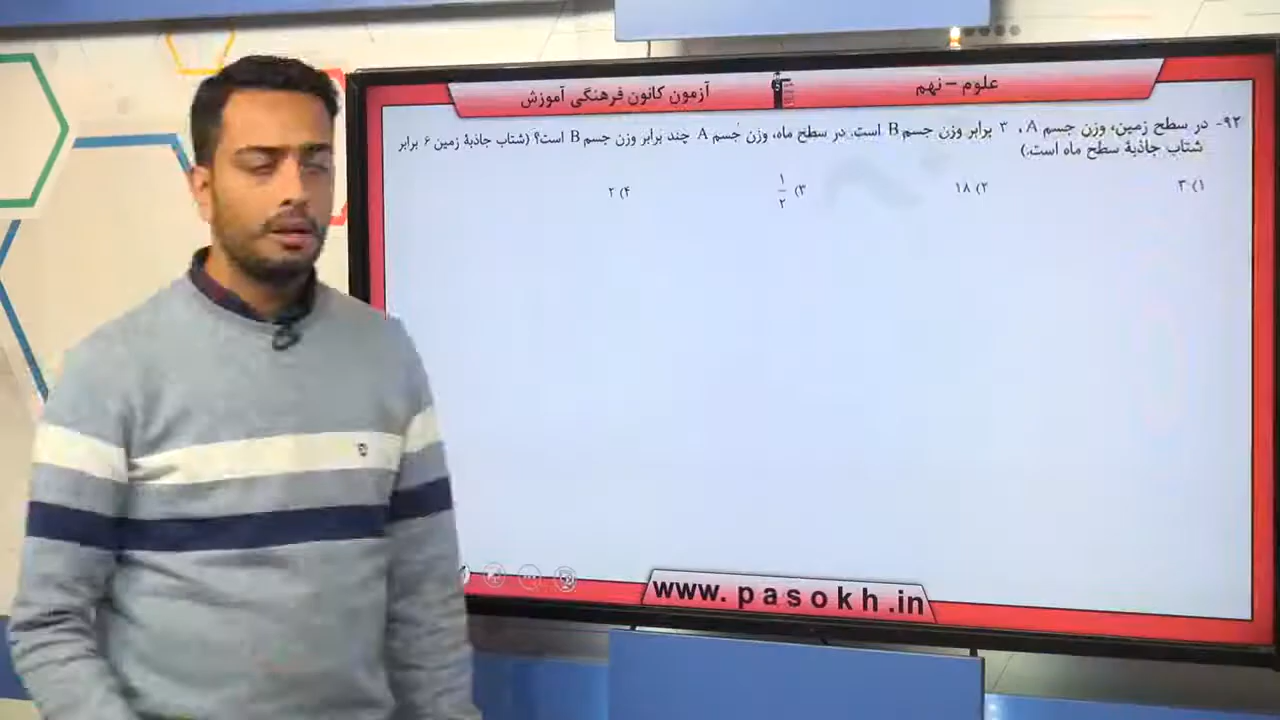 علوم – نهم
آزمون کانون فرهنگی آموزش
۹۲- در سطح زمین، وزن جسم A، ۳ برابر وزن جسم B است. در سطح ماه، وزن جسم A چند برابر وزن جسم B است؟ (شتاب جاذبهٔ زمین ۶ برابر
شتاب جاذبهٔ سطح ماه است.)
۱) ۳
۲) ۱۸
۳) ۱/۲
۴) ۲
www.pasokh.in